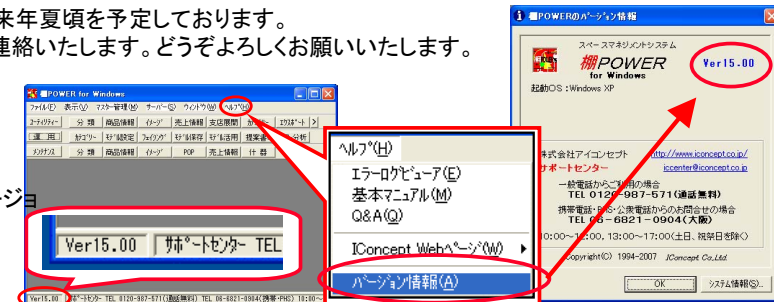 来年夏頃を予定しております。
連絡いたします。どうぞよろしくお願いいたします。
ージョ
棚POWER for Windows
ファイル(F) 表示(V) マスター管理(M) サーバー(S) ウィンドウ(W) ヘルプ(H)
ユーティリティー 分類 商品情報 イメージ 売上情報 支店展開
運用 カテゴリー モデル設定 フェイシング モデル保存 モデル活用 提案書 分析
メンテナンス 分類 商品情報 イメージ POP 売上情報 什器
Ver15.00 サポートセンター TEL
Ver15.00 サポートセンター TEL 0120-987-571(通話無料) TEL 06-6821-0904(携帯・PHS) 10:00~
ヘルプ(H)
エラーログビューア(E)
基本マニュアル(M)
Q&A(Q)
IConcept Webページ(W)
バージョン情報(A)
棚POWERのバージョン情報
スペースマネジメントシステム
棚POWER
for Windows
Ver15.00
起動OS:Windows XP
株式会社アイコンセプト http://www.iconcept.co.jp/
サポートセンター iccenter@iconcept.co.jp
一般電話からご利用の場合
TEL 0120-987-571(通話無料)
携帯電話・PHS・公衆電話からのお問合せの場合
TEL 06-6821-0904(大阪)
10:00~12:00, 13:00~17:00(土日、祝祭日を除く)
Copyright(C) 1994-2007 IConcept Co.,Ltd
OK システム情報(S)...